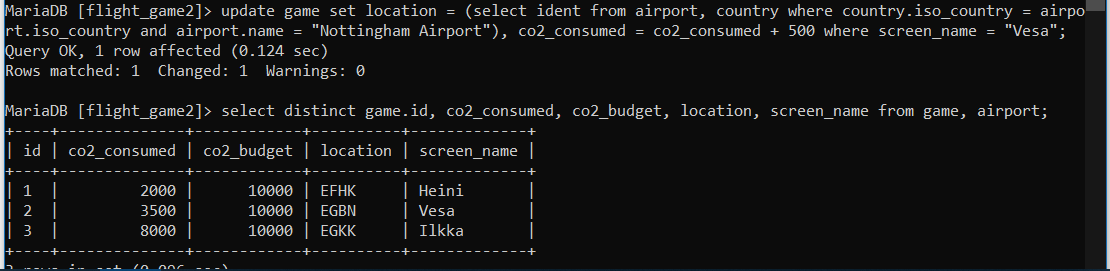 MariaDB [flight_game2]> update game set location = (select ident from airport, country where country.iso_country = airpo
rt.iso_country and airport.name = "Nottingham Airport"), co2_consumed = co2_consumed + 500 where screen_name = "Vesa";
Query OK, 1 row affected (0.124 sec)
Rows matched: 1  Changed: 1  Warnings: 0
MariaDB [flight_game2]> select distinct game.id, co2_consumed, co2_budget, location, screen_name from game, airport;
+----+--------------+------------+----------+-------------+
| id | co2_consumed | co2_budget | location | screen_name |
+----+--------------+------------+----------+-------------+
| 1  |         2000 |      10000 | EFHK     | Heini       |
| 2  |         3500 |      10000 | EGBN     | Vesa        |
| 3  |         8000 |      10000 | EGKK     | Ilkka       |
+----+--------------+------------+----------+-------------+